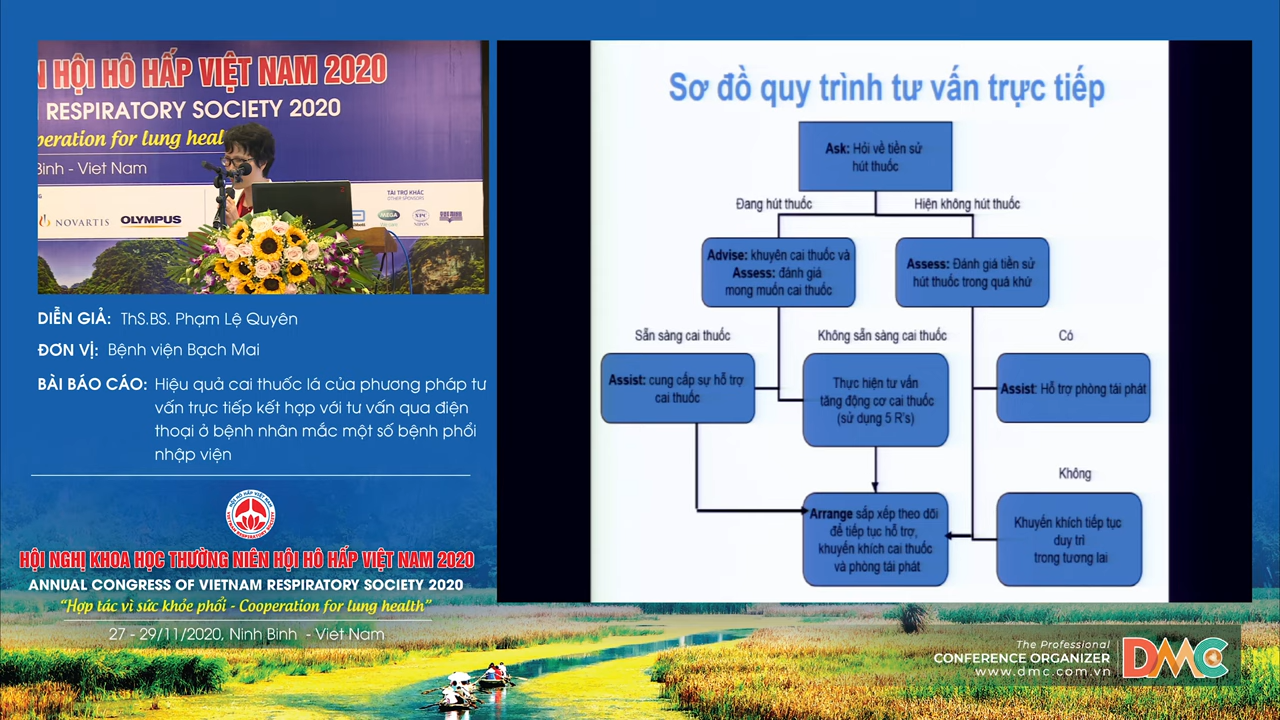 HỘI HÔ HẤP VIỆT NAM 2020
RESPIRATORY SOCIETY 2020
peration for lung heal
Binh - Viet Nam
NOVARTIS
OLYMPUS
TÀI TRỢ KHÁC
OTHER SPONSORS
MEGA
DIỄN GIẢ: ThS.BS. Phạm Lệ Quyên
ĐƠN VỊ: Bệnh viện Bạch Mai
BÀI BÁO CÁO: Hiệu quả cai thuốc lá của phương pháp tư
vấn trực tiếp kết hợp với tư vấn qua điện
thoại ở bệnh nhân mắc một số bệnh phổi
nhập viện
HỘI NGHỊ KHOA HỌC THƯỜNG NIÊN HỘI HÔ HẤP VIỆT NAM 2020
ANNUAL CONGRESS OF VIETNAM RESPIRATORY SOCIETY 2020
“Hợp tác vì sức khỏe phổi - Cooperation for lung health”
27 - 29/11/2020, Ninh Binh - Viet Nam
Sơ đồ quy trình tư vấn trực tiếp
Ask: Hỏi về tiền sử
hút thuốc
Đang hút thuốc
Hiện không hút thuốc
Advise: khuyên cai thuốc và
Assess: đánh giá
mong muốn cai thuốc
Assess: Đánh giá tiền sử
hút thuốc trong quá khứ
Sẵn sàng cai thuốc
Không sẵn sàng cai thuốc
Có
Assist: cung cấp sự hỗ trợ
cai thuốc
Thực hiện tư vấn
tăng động cơ cai thuốc
(sử dụng 5 R's)
Assist: Hỗ trợ phòng tái phát
Không
Arrange sắp xếp theo dõi
để tiếp tục hỗ trợ,
khuyến khích cai thuốc
và phòng tái phát
Khuyến khích tiếp tục
duy trì
trong tương lai
The Professional
CONFERENCE ORGANIZER
www.dmc.com.vn
DMC